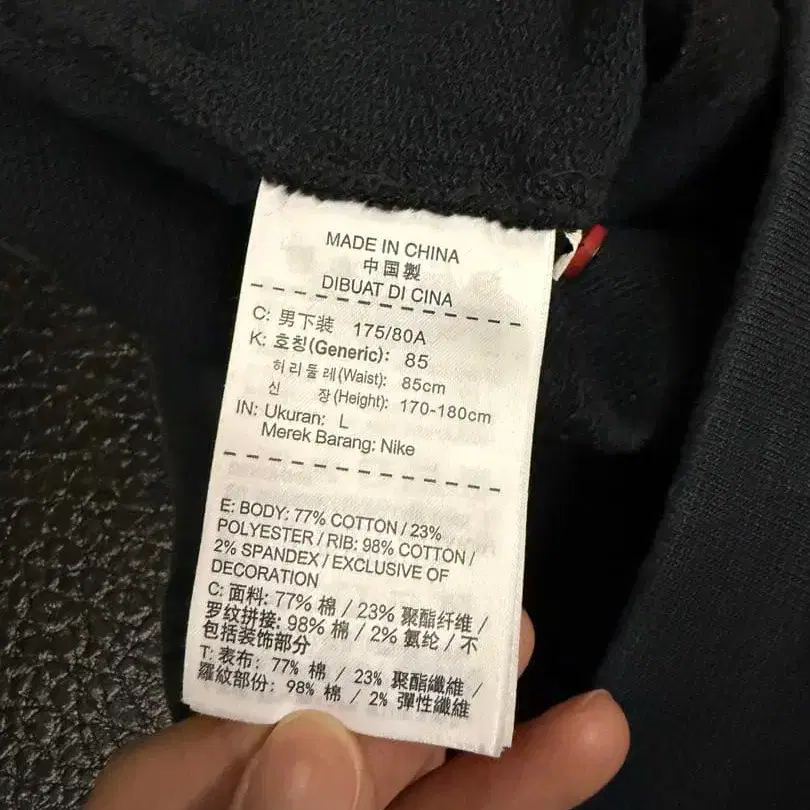 MADE IN CHINA
中国製
DIBUAT DI CINA
C: 男下装 175/80A
K: 호칭(Generic): 85
허리둘레(Waist): 85cm
신 장(Height): 170-180cm
IN: Ukuran: L
Merek Barang: Nike
E: BODY: 77% COTTON / 23%
POLYESTER / RIB: 98% COTTON /
2% SPANDEX / EXCLUSIVE OF
DECORATION
C: 面料: 77% 棉 / 23% 聚酯纤维 /
罗纹拼接: 98% 棉 / 2% 氨纶 / 不
包括装饰部分
T: 表布: 77% 棉 / 23% 聚酯纖維 /
羅紋部份: 98% 棉 / 2% 彈性纖維